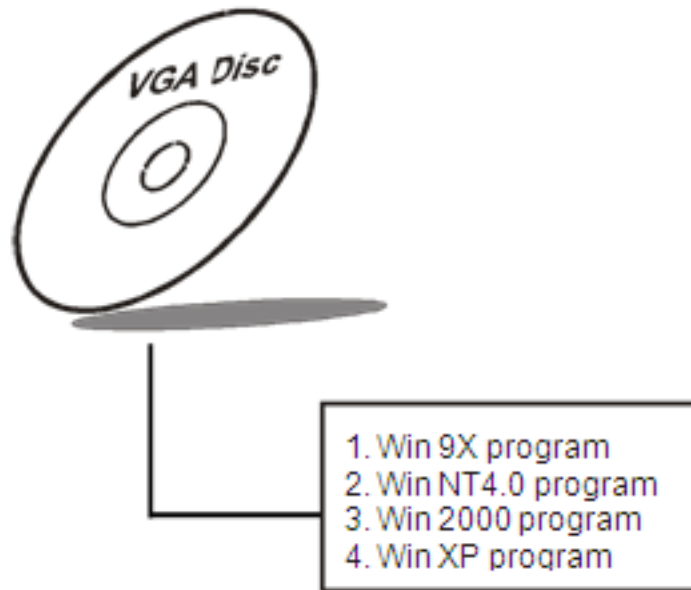 VGA Disc
1. Win 9X program
2. Win NT4.0 program
3. Win 2000 program
4. Win XP program